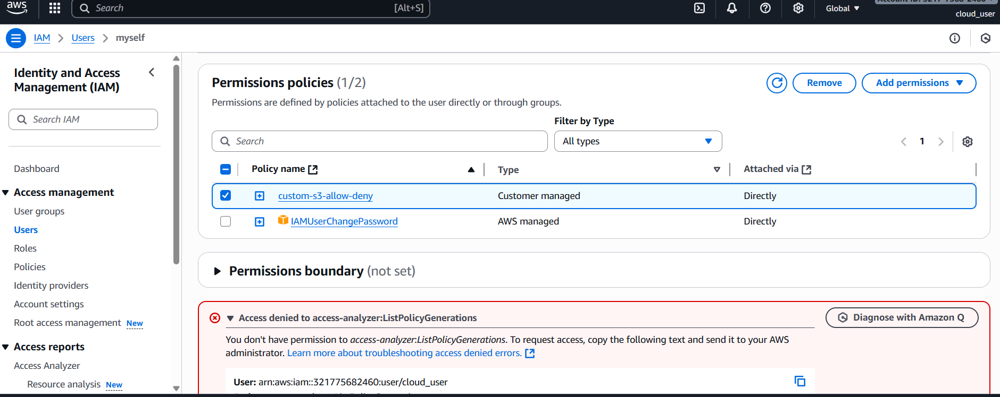 aws
Search
[Alt+S]
Global
cloud_user
IAM
Users
myself
Identity and Access
Management (IAM)
Search IAM
Dashboard
Access management
User groups
Users
Roles
Policies
Identity providers
Account settings
Root access management New
Access reports
Access Analyzer
Resource analysis New
Permissions policies (1/2)
Remove
Add permissions
Permissions are defined by policies attached to the user directly or through groups.
Filter by Type
Search
All types
1
Policy name
Type
Attached via
custom-s3-allow-deny
Customer managed
Directly
IAMUserChangePassword
AWS managed
Directly
Permissions boundary (not set)
Access denied to access-analyzer:ListPolicyGenerations
Diagnose with Amazon Q
You don't have permission to access-analyzer:ListPolicyGenerations. To request access, copy the following text and send it to your AWS
administrator. Learn more about troubleshooting access denied errors.
User: arn:aws:iam::321775682460:user/cloud_user